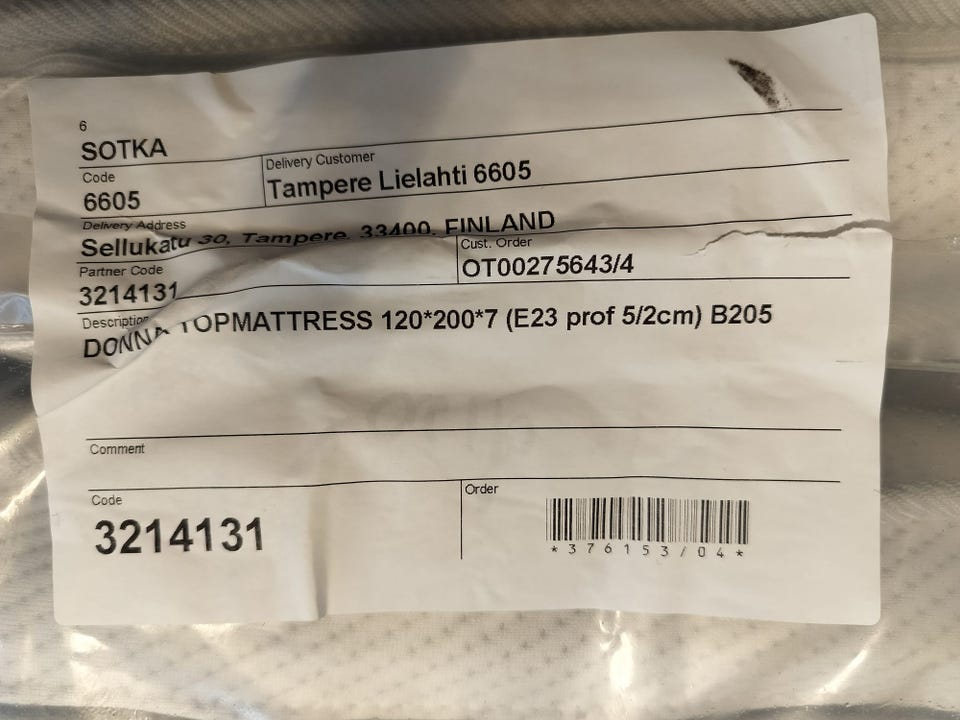 6
SOTKA
Code
6605
Delivery Customer
Tampere Lielahti 6605
Delivery Address
Sellukatu 30, Tampere, 33400, FINLAND
Partner Code
3214131
Cust. Order
OT00275643/4
Description
DONNA TOPMATTRESS 120*200*7 (E23 prof 5/2cm) B205
Comment
Code
3214131
Order
*376153/04*